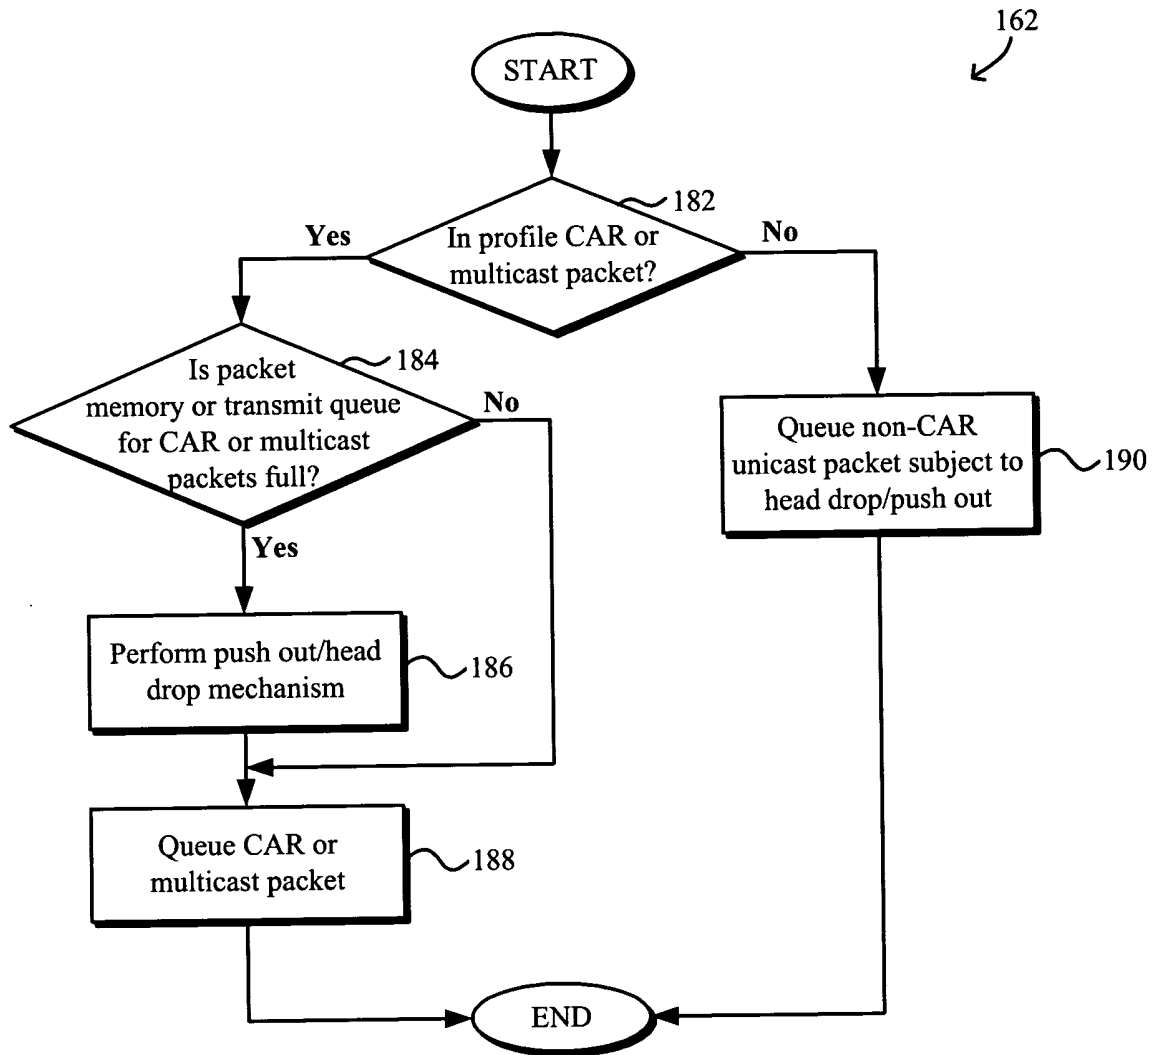 162
START
182
Yes
In profile CAR or
multicast packet?
No
184
Is packet
memory or transmit queue
for CAR or multicast
packets full?
No
Queue non-CAR
unicast packet subject to
head drop/push out
190
Yes
Perform push out/head
drop mechanism
186
Queue CAR or
multicast packet
188
END